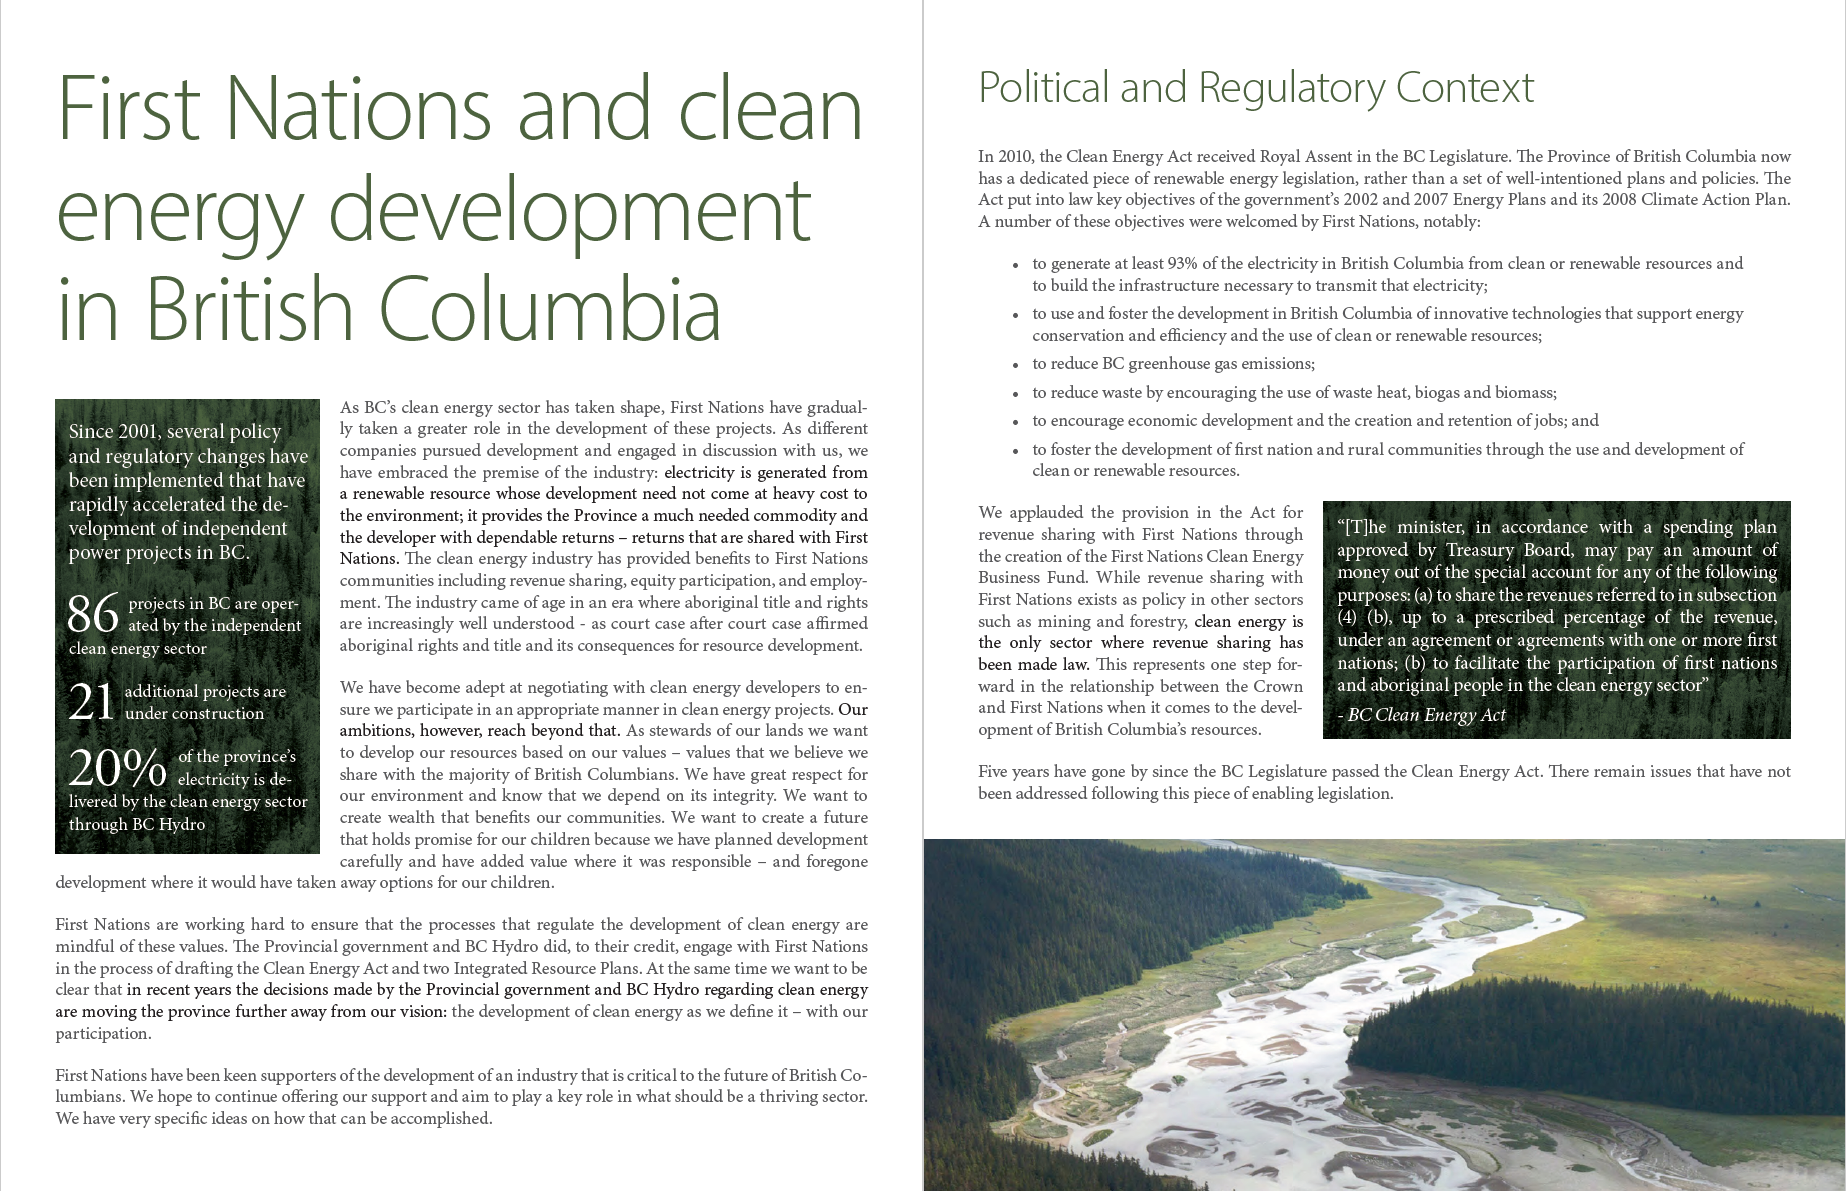 First Nations and clean
energy development
in British Columbia
Since 2001, several policy
and regulatory changes have
been implemented that have
rapidly accelerated the de-
velopment of independent
power projects in BC.
86 projects in BC are oper-
ated by the independent
clean energy sector
21 additional projects are
under construction
20% of the province's
electricity is de-
livered by the clean energy sector
through BC Hydro
As BC's clean energy sector has taken shape, First Nations have gradual-
ly taken a greater role in the development of these projects. As different
companies pursued development and engaged in discussion with us, we
have embraced the premise of the industry: electricity is generated from
a renewable resource whose development need not come at heavy cost to
the environment; it provides the Province a much needed commodity and
the developer with dependable returns – returns that are shared with First
Nations. The clean energy industry has provided benefits to First Nations
communities including revenue sharing, equity participation, and employ-
ment. The industry came of age in an era where aboriginal title and rights
are increasingly well understood - as court case after court case affirmed
aboriginal rights and title and its consequences for resource development.
We have become adept at negotiating with clean energy developers to en-
sure we participate in an appropriate manner in clean energy projects. Our
ambitions, however, reach beyond that. As stewards of our lands we want
to develop our resources based on our values – values that we believe we
share with the majority of British Columbians. We have great respect for
our environment and know that we depend on its integrity. We want to
create wealth that benefits our communities. We want to create a future
that holds promise for our children because we have planned development
carefully and have added value where it was responsible – and foregone
development where it would have taken away options for our children.
First Nations are working hard to ensure that the processes that regulate the development of clean energy are
mindful of these values. The Provincial government and BC Hydro did, to their credit, engage with First Nations
in the process of drafting the Clean Energy Act and two Integrated Resource Plans. At the same time we want to be
clear that in recent years the decisions made by the Provincial government and BC Hydro regarding clean energy
are moving the province further away from our vision: the development of clean energy as we define it – with our
participation.
First Nations have been keen supporters of the development of an industry that is critical to the future of British Co-
lumbians. We hope to continue offering our support and aim to play a key role in what should be a thriving sector.
We have very specific ideas on how that can be accomplished.
Political and Regulatory Context
In 2010, the Clean Energy Act received Royal Assent in the BC Legislature. The Province of British Columbia now
has a dedicated piece of renewable energy legislation, rather than a set of well-intentioned plans and policies. The
Act put into law key objectives of the government's 2002 and 2007 Energy Plans and its 2008 Climate Action Plan.
A number of these objectives were welcomed by First Nations, notably:
• to generate at least 93% of the electricity in British Columbia from clean or renewable resources and
to build the infrastructure necessary to transmit that electricity;
• to use and foster the development in British Columbia of innovative technologies that support energy
conservation and efficiency and the use of clean or renewable resources;
• to reduce BC greenhouse gas emissions;
• to reduce waste by encouraging the use of waste heat, biogas and biomass;
• to encourage economic development and the creation and retention of jobs; and
• to foster the development of first nation and rural communities through the use and development of
clean or renewable resources.
We applauded the provision in the Act for
revenue sharing with First Nations through
the creation of the First Nations Clean Energy
Business Fund. While revenue sharing with
First Nations exists as policy in other sectors
such as mining and forestry, clean energy is
the only sector where revenue sharing has
been made law. This represents one step for-
ward in the relationship between the Crown
and First Nations when it comes to the devel-
opment of British Columbia's resources.
“[T]he minister, in accordance with a spending plan
approved by Treasury Board, may pay an amount of
money out of the special account for any of the following
purposes: (a) to share the revenues referred to in subsection
(4) (b), up to a prescribed percentage of the revenue,
under an agreement or agreements with one or more first
nations; (b) to facilitate the participation of first nations
and aboriginal people in the clean energy sector”
- BC Clean Energy Act
Five years have gone by since the BC Legislature passed the Clean Energy Act. There remain issues that have not
been addressed following this piece of enabling legislation.